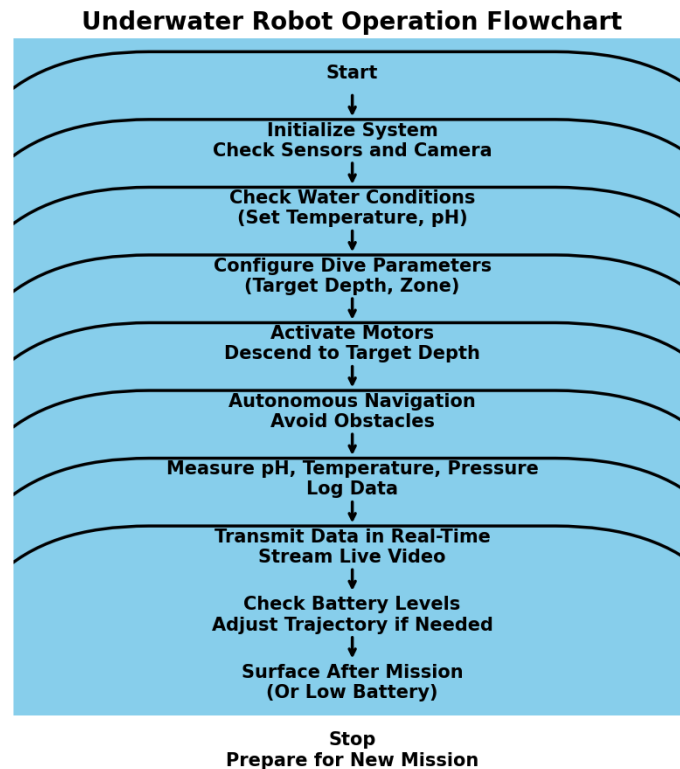 Underwater Robot Operation Flowchart
Start
Initialize System
Check Sensors and Camera
Check Water Conditions
(Set Temperature, pH)
Configure Dive Parameters
(Target Depth, Zone)
Activate Motors
Descend to Target Depth
Autonomous Navigation
Avoid Obstacles
Measure pH, Temperature, Pressure
Log Data
Transmit Data in Real-Time
Stream Live Video
Check Battery Levels
Adjust Trajectory if Needed
Surface After Mission
(Or Low Battery)
Stop
Prepare for New Mission